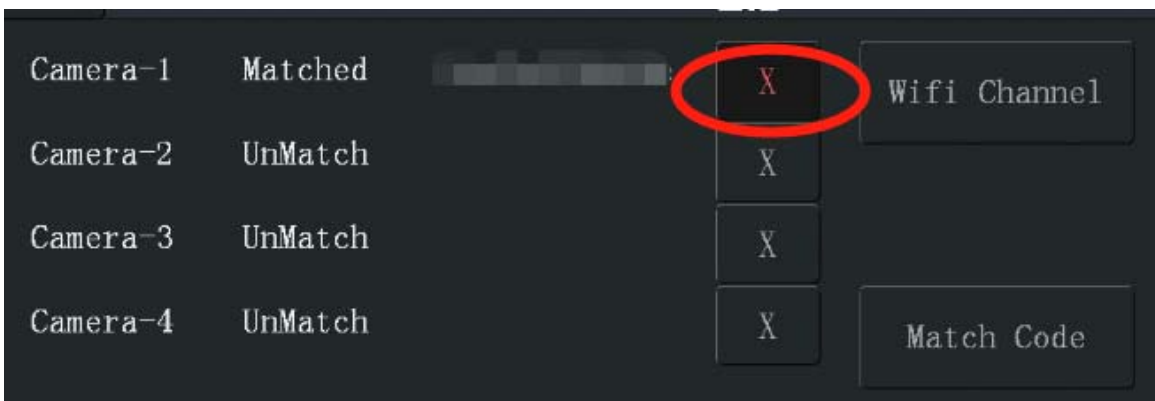 Camera-1 Matched X Wifi Channel
Camera-2 UnMatch X
Camera-3 UnMatch X
Camera-4 UnMatch X Match Code